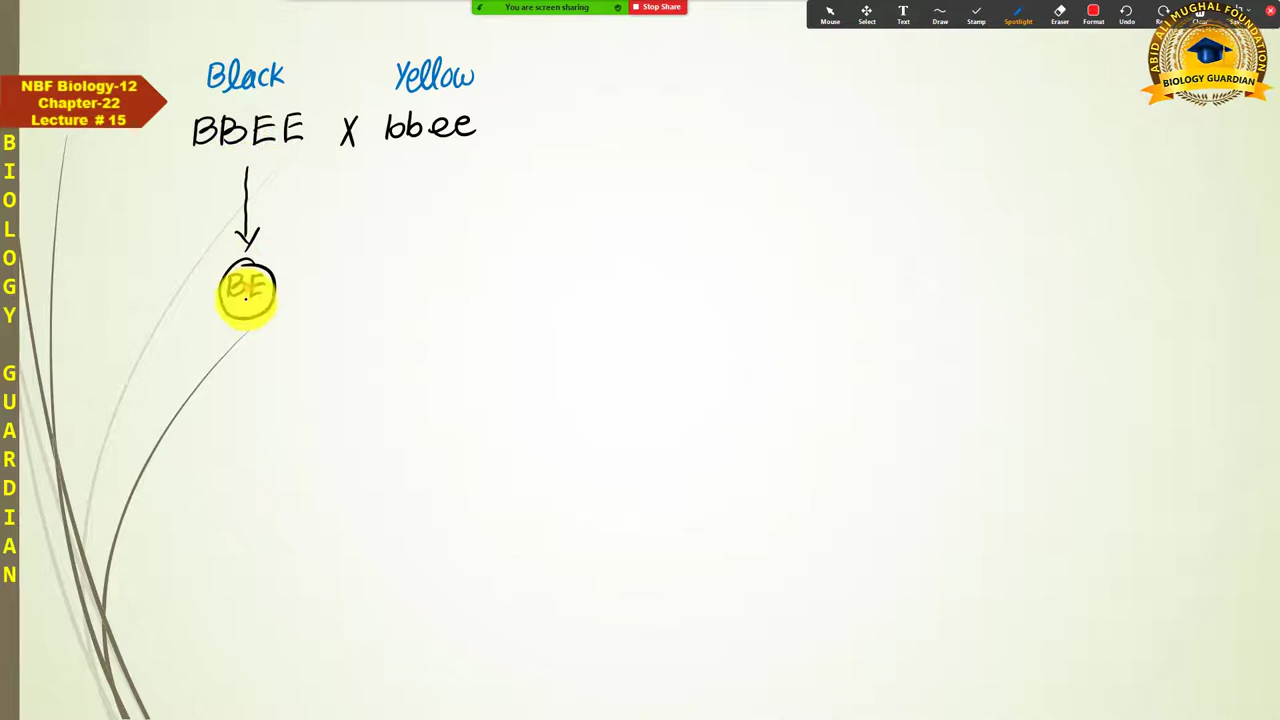 You are screen sharing
Stop Share
Mouse Select Text Draw Stamp Spotlight Eraser Format Undo
ABID ALI MUGHAL FOUNDATION
BIOLOGY GUARDIAN
NBF Biology-12
Chapter-22
Lecture # 15
BIOLOGY GUARDIAN
Black Yellow
BBEE X bbee
BE